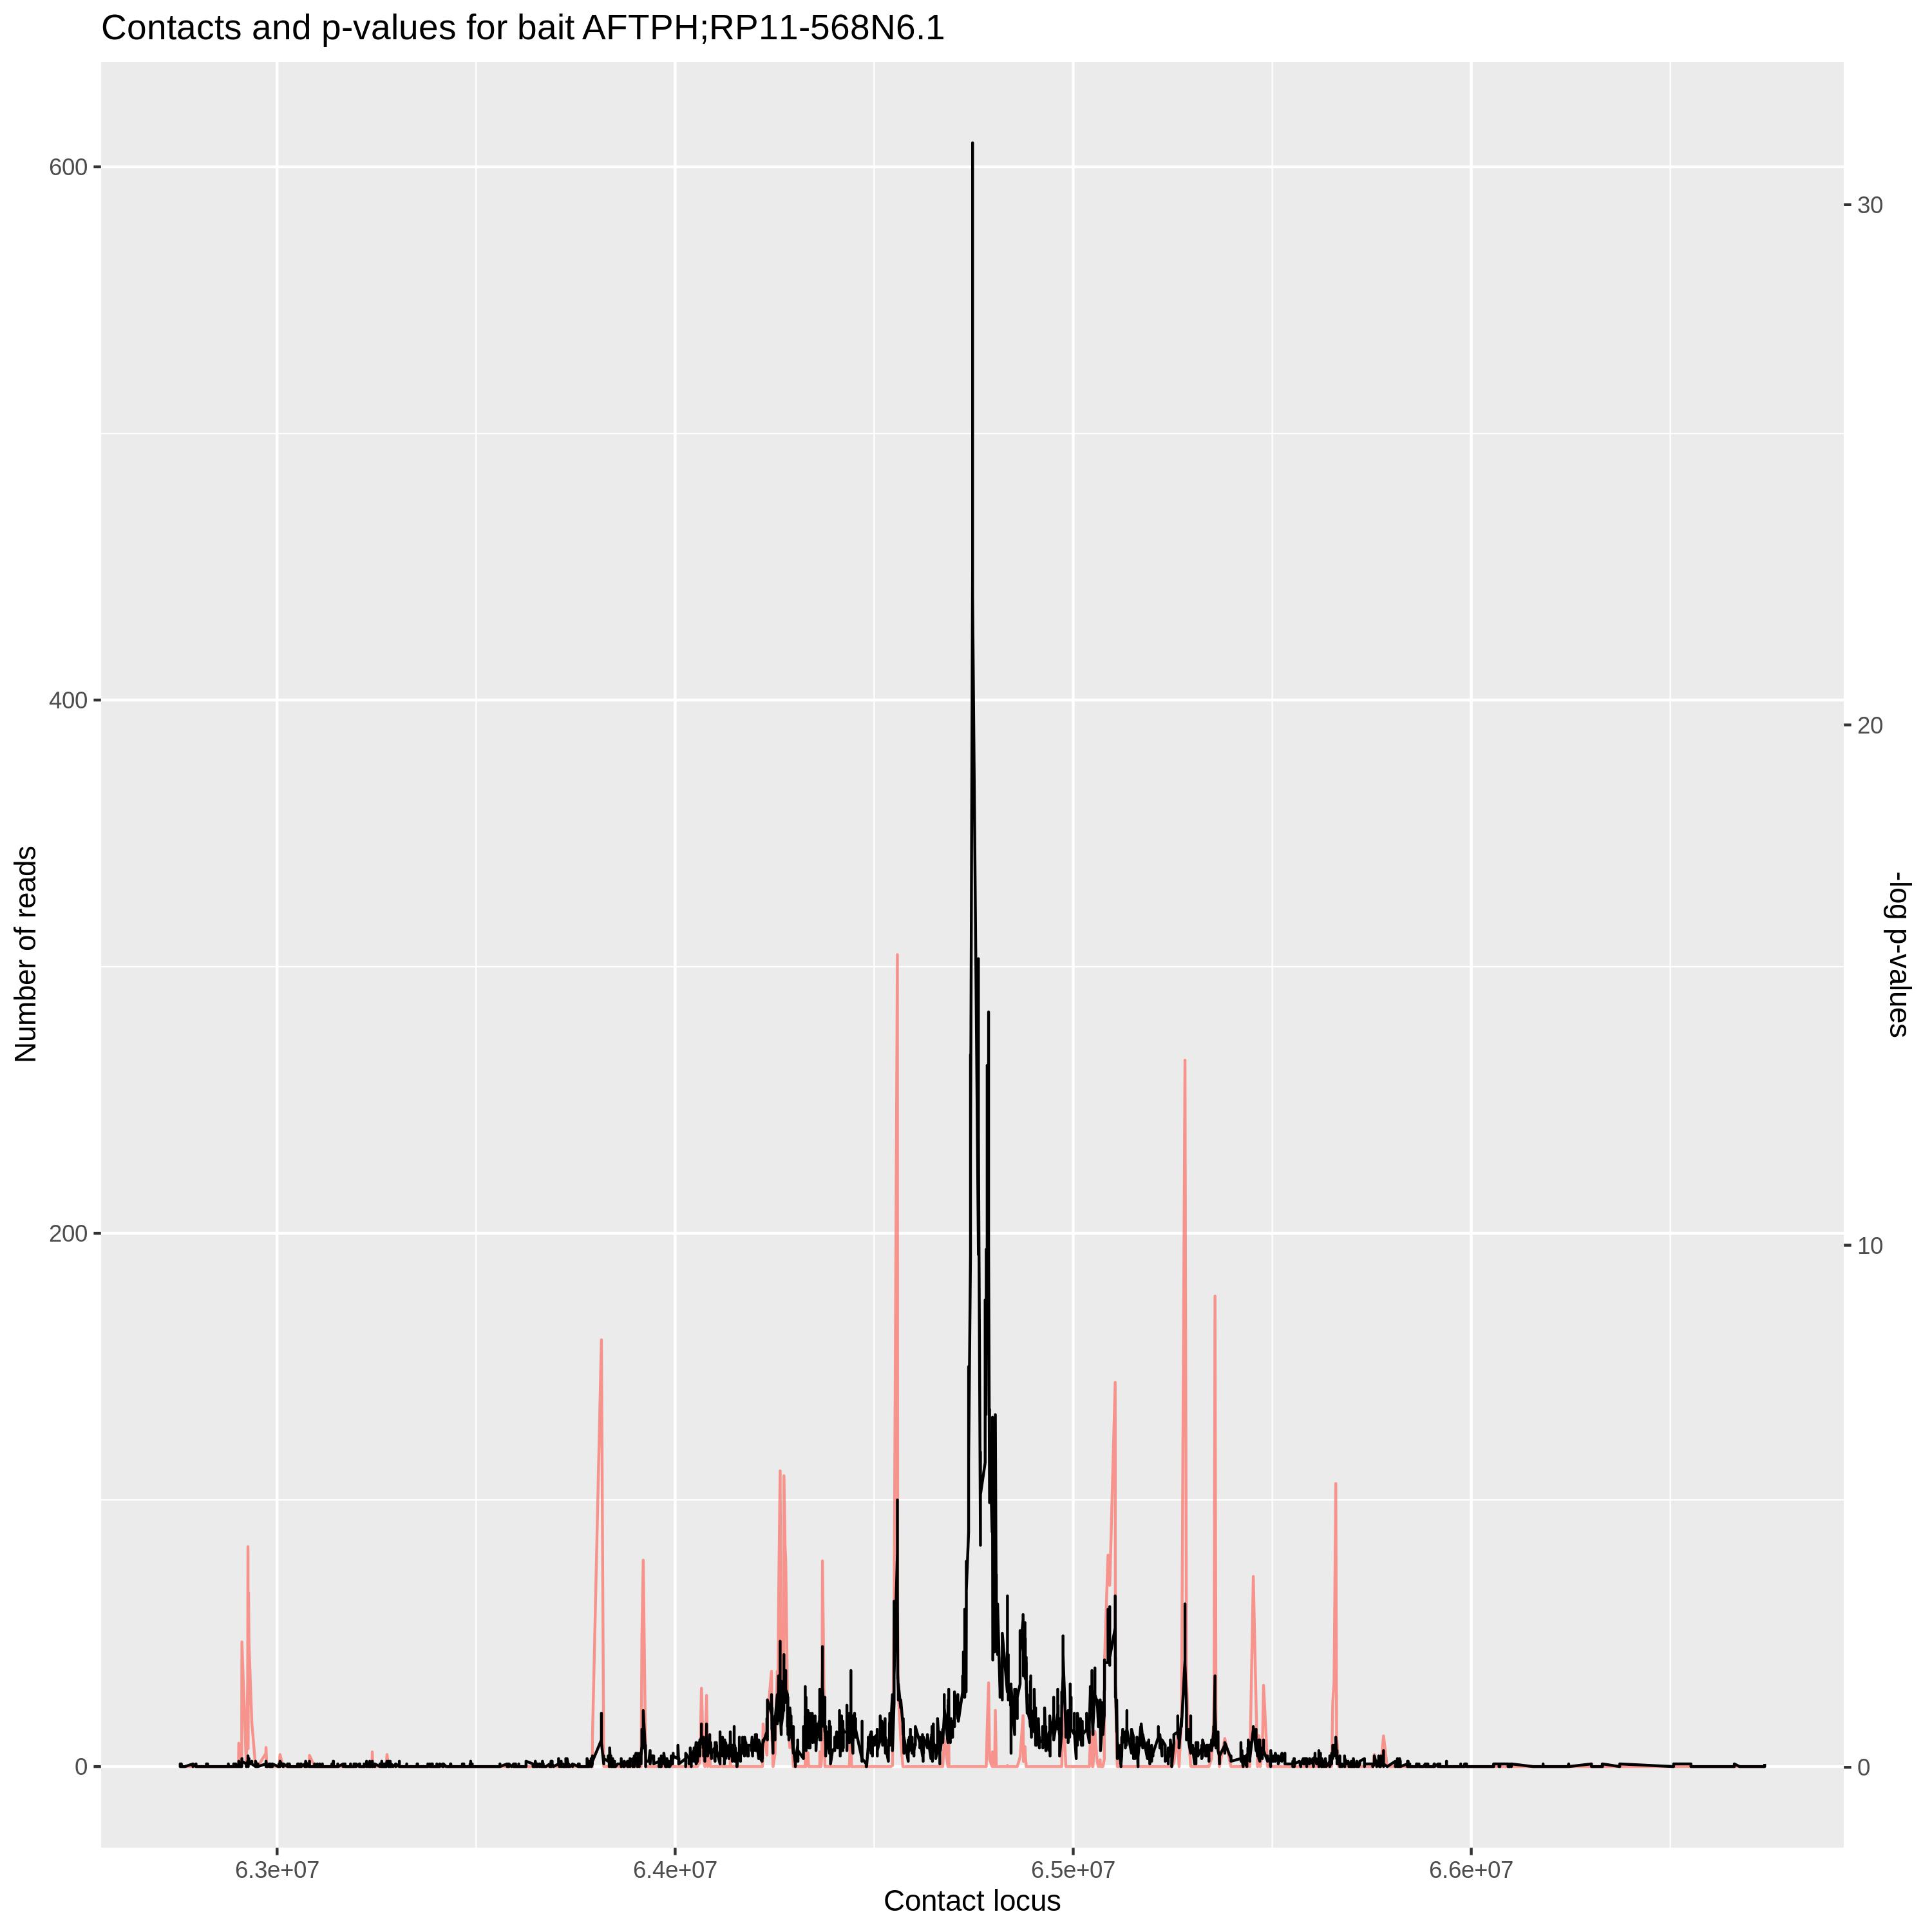 Contacts and p-values for bait AFTPH;RP11-568N6.1
600
400
200
0
Number of reads
30
20
10
0
-log p-values
6.3e+07
6.4e+07
6.5e+07
6.6e+07
Contact locus